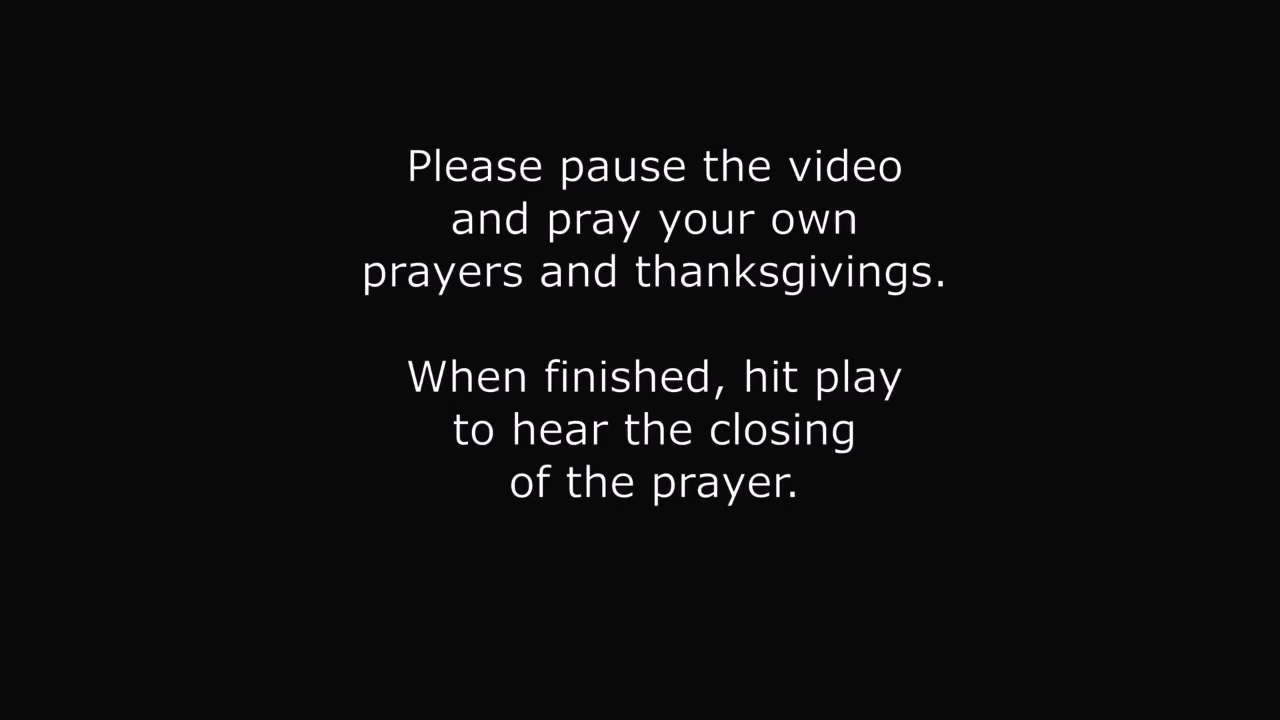 Please pause the video
and pray your own
prayers and thanksgivings.
When finished, hit play
to hear the closing
of the prayer.